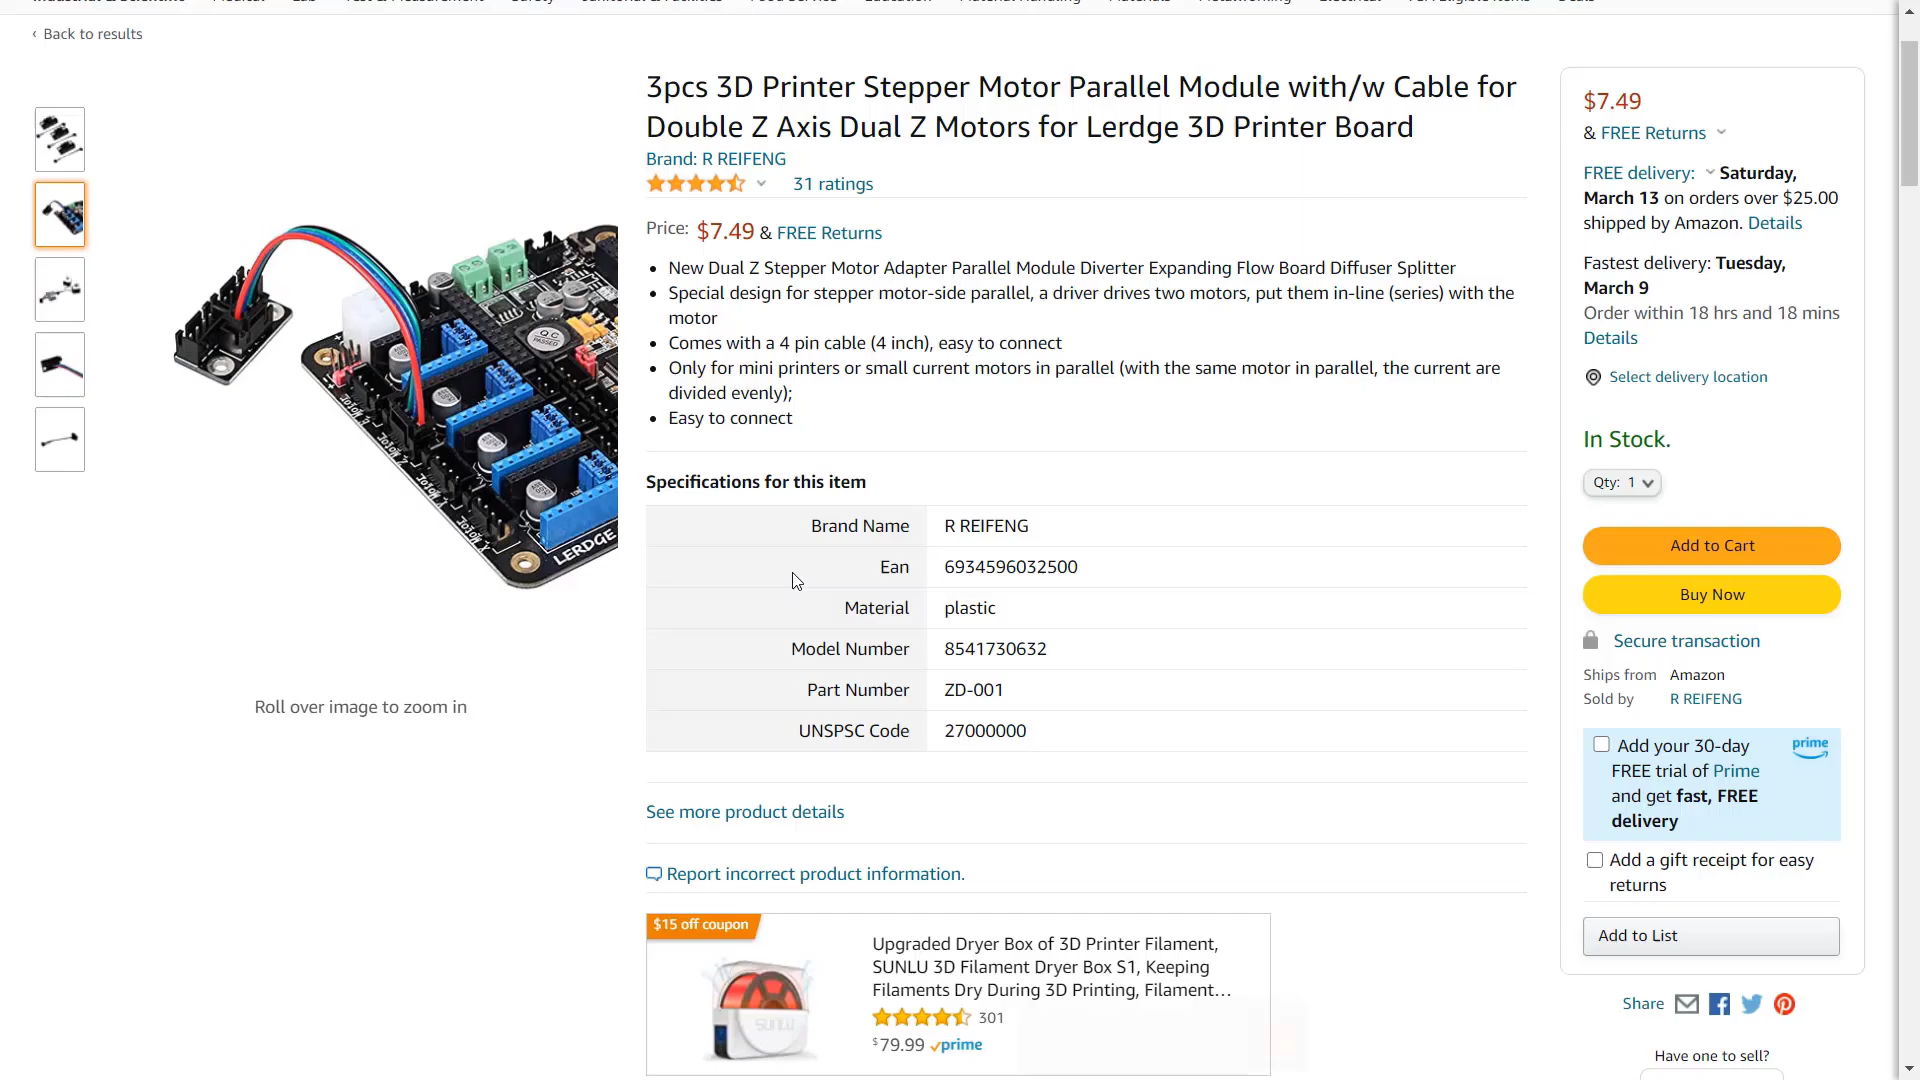 ‹ Back to results
3pcs 3D Printer Stepper Motor Parallel Module with/w Cable for
Double Z Axis Dual Z Motors for Lerdge 3D Printer Board
Brand: R REIFENG
31 ratings
Price: $7.49 & FREE Returns
• New Dual Z Stepper Motor Adapter Parallel Module Diverter Expanding Flow Board Diffuser Splitter
• Special design for stepper motor-side parallel, a driver drives two motors, put them in-line (series) with the
motor
• Comes with a 4 pin cable (4 inch), easy to connect
• Only for mini printers or small current motors in parallel (with the same motor in parallel, the current are
divided evenly);
• Easy to connect
Specifications for this item
Brand Name R REIFENG
Ean 6934596032500
Material plastic
Model Number 8541730632
Part Number ZD-001
UNSPSC Code 27000000
See more product details
Report incorrect product information.
QC
PASSED
LERDGE
Roll over image to zoom in
$15 off coupon
Upgraded Dryer Box of 3D Printer Filament,
SUNLU 3D Filament Dryer Box S1, Keeping
Filaments Dry During 3D Printing, Filament…
301
$79.99 prime
SUNLU
$7.49
& FREE Returns
FREE delivery: Saturday,
March 13 on orders over $25.00
shipped by Amazon. Details
Fastest delivery: Tuesday,
March 9
Order within 18 hrs and 18 mins
Details
Select delivery location
In Stock.
Qty: 1
Add to Cart
Buy Now
Secure transaction
Ships from Amazon
Sold by R REIFENG
Add your 30-day
FREE trial of Prime
and get fast, FREE
delivery
prime
Add a gift receipt for easy
returns
Add to List
Share
Have one to sell?